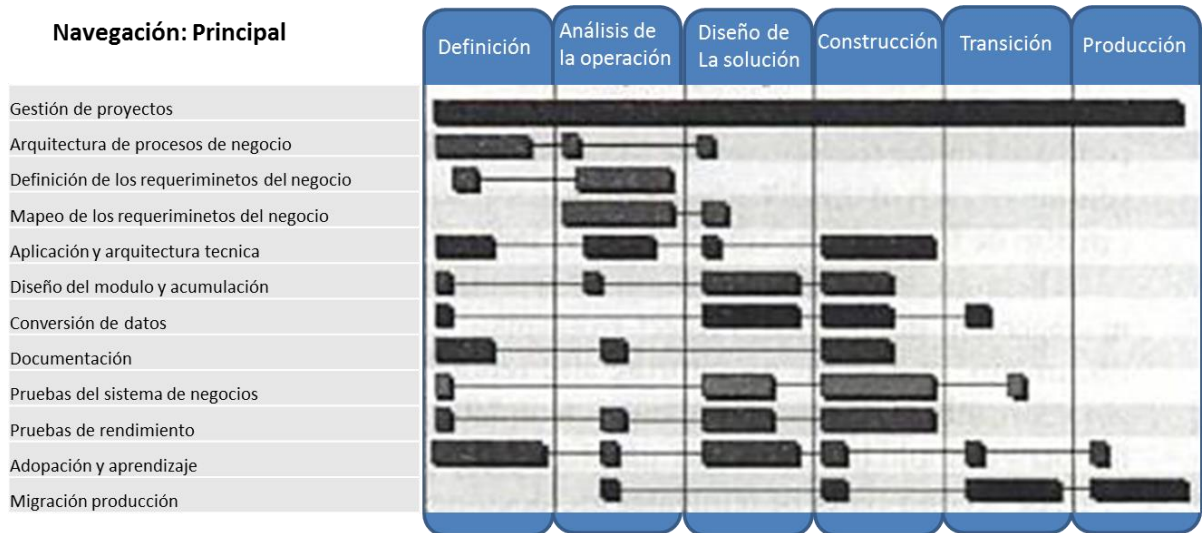 Navegación: Principal
Definición
Análisis de
la operación
Diseño de
La solución
Construcción
Transición
Producción
Gestión de proyectos
Arquitectura de procesos de negocio
Definición de los requeriminetos del negocio
Mapeo de los requeriminetos del negocio
Aplicación y arquitectura tecnica
Diseño del modulo y acumulación
Conversión de datos
Documentación
Pruebas del sistema de negocios
Pruebas de rendimiento
Adopación y aprendizaje
Migración producción